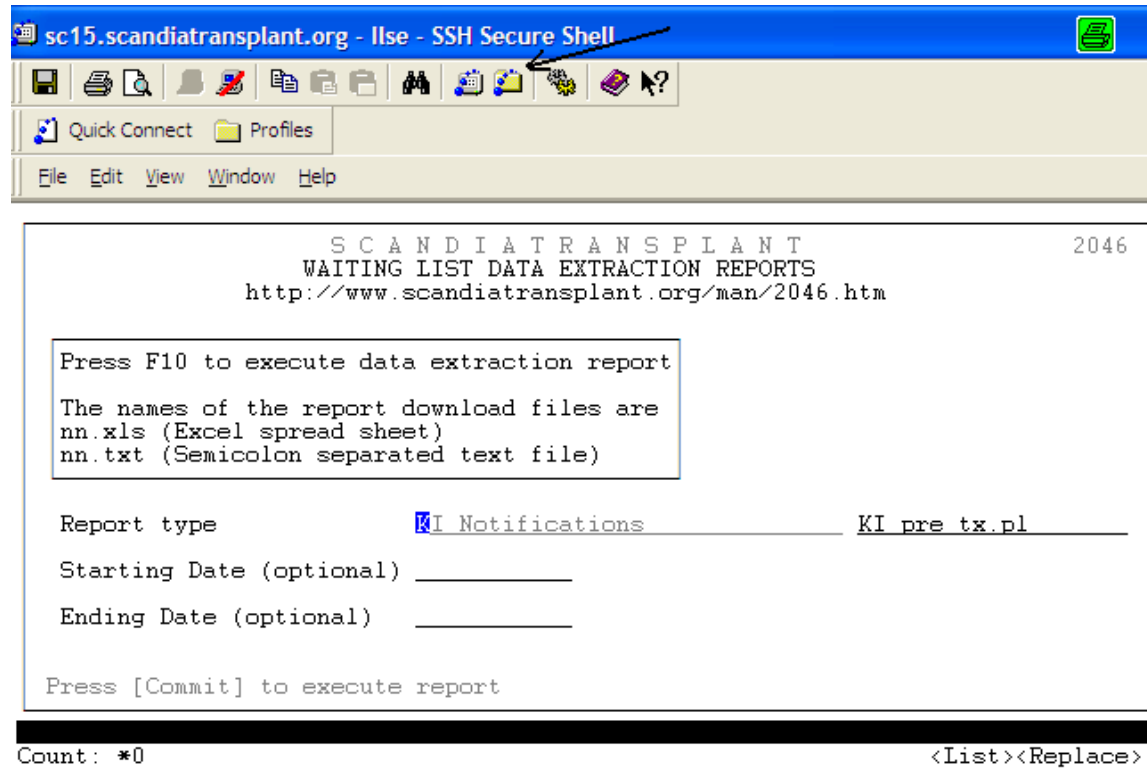 sc15.scandiatransplant.org - Ilse - SSH Secure Shell
Quick Connect Profiles
File Edit View Window Help
S C A N D I A T R A N S P L A N T 2046
WAITING LIST DATA EXTRACTION REPORTS
http://www.scandiatransplant.org/man/2046.htm
Press F10 to execute data extraction report
The names of the report download files are
nn.xls (Excel spread sheet)
nn.txt (Semicolon separated text file)
Report type KI Notifications KI pre tx.pl
Starting Date (optional)
Ending Date (optional)
Press [Commit] to execute report
Count: *0 <List><Replace>